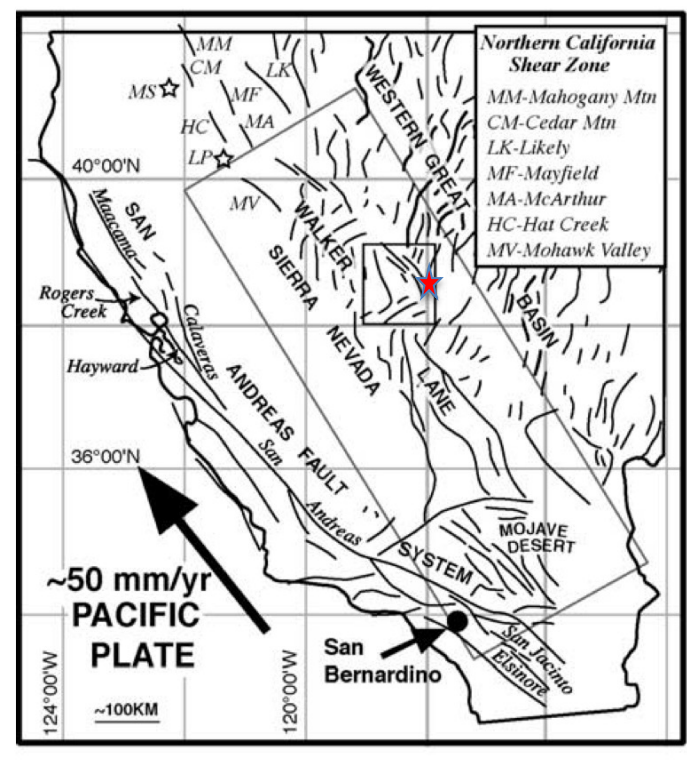 Northern California
Shear Zone
MM-Mahogany Mtn
CM-Cedar Mtn
LK-Likely
MF-Mayfield
MA-McArthur
HC-Hat Creek
MV-Mohawk Valley
MM
CM
LK
MS
MF
HC
MA
LP
MV
40°00'N
WESTERN GREAT
BASIN
WALKER
LANE
SIERRA
NEVADA
Maacama
SAN
ANDREAS FAULT
SYSTEM
Rogers
Creek
Calaveras
Hayward
36°00'N
San
Andreas
MOJAVE
DESERT
~50 mm/yr
PACIFIC
PLATE
San
Bernardino
San Jacinto
Elsinore
124°00'W
120°00'W
~100KM